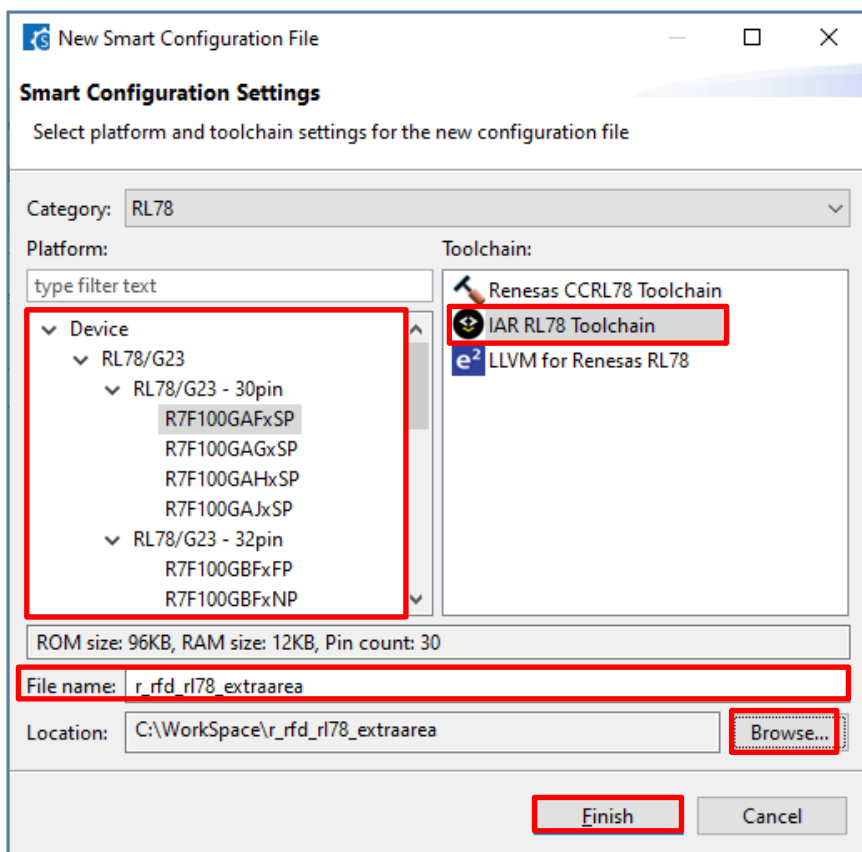 New Smart Configuration File
Smart Configuration Settings
Select platform and toolchain settings for the new configuration file
Category: RL78
Platform:
type filter text
Device
RL78/G23
RL78/G23 - 30pin
R7F100GAFxSP
R7F100GAGxSP
R7F100GAHxSP
R7F100GAJxSP
RL78/G23 - 32pin
R7F100GBFxFP
R7F100GBFxNP
Toolchain:
Renesas CCRL78 Toolchain
IAR RL78 Toolchain
e2 LLVM for Renesas RL78
ROM size: 96KB, RAM size: 12KB, Pin count: 30
File name: r_rfd_rl78_extraarea
Location: C:\WorkSpace\r_rfd_rl78_extraarea Browse...
Finish Cancel